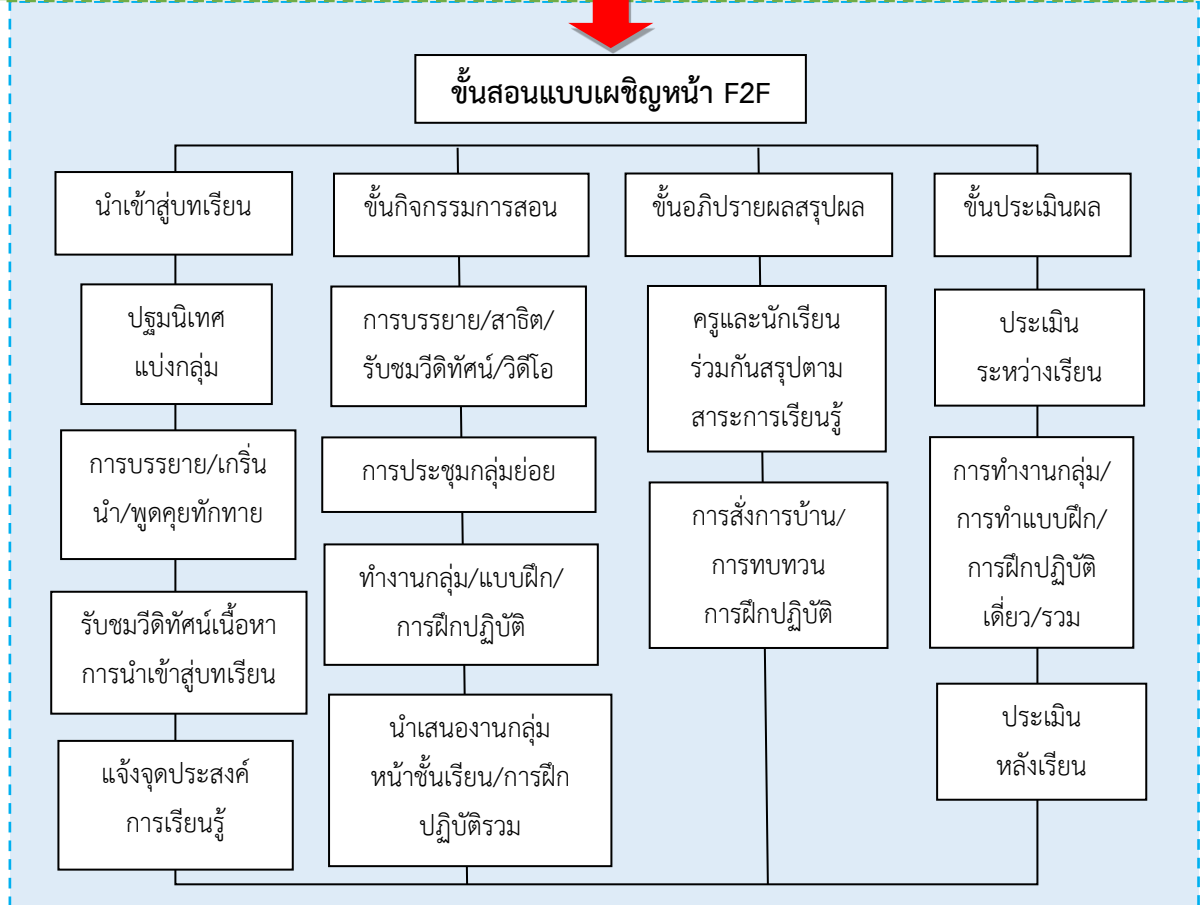 ขั้นสอนแบบเผชิญหน้า F2F
นำเข้าสู่บทเรียน
ปฐมนิเทศ
แบ่งกลุ่ม
การบรรยาย/เกริ่น
นำ/พูดคุยทักทาย
รับชมวีดิทัศน์เนื้อหา
การนำเข้าสู่บทเรียน
แจ้งจุดประสงค์
การเรียนรู้
ขั้นกิจกรรมการสอน
การบรรยาย/สาธิต/
รับชมวีดิทัศน์/วิดีโอ
การประชุมกลุ่มย่อย
ทำงานกลุ่ม/แบบฝึก/
การฝึกปฏิบัติ
นำเสนองานกลุ่ม
หน้าชั้นเรียน/การฝึก
ปฏิบัติรวม
ขั้นอภิปรายผลสรุปผล
ครูและนักเรียน
ร่วมกันสรุปตาม
สาระการเรียนรู้
การสั่งการบ้าน/
การทบทวน
การฝึกปฏิบัติ
ขั้นประเมินผล
ประเมิน
ระหว่างเรียน
การทำงานกลุ่ม/
การทำแบบฝึก/
การฝึกปฏิบัติ
เดี่ยว/รวม
ประเมิน
หลังเรียน